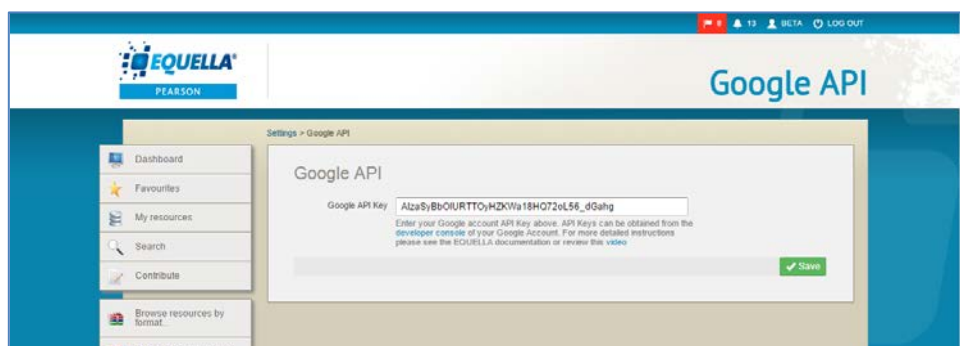 8 13 BETA LOG OUT
EQUELLA®
PEARSON
Google API
Settings > Google API
Dashboard
Favourites
My resources
Search
Contribute
Browse resources by
format...
Google API
Google API Key
Enter your Google account API Key above. API Keys can be obtained from the
developer console of your Google Account. For more detailed instructions
please see the EQUELLA documentation or review this video
Save